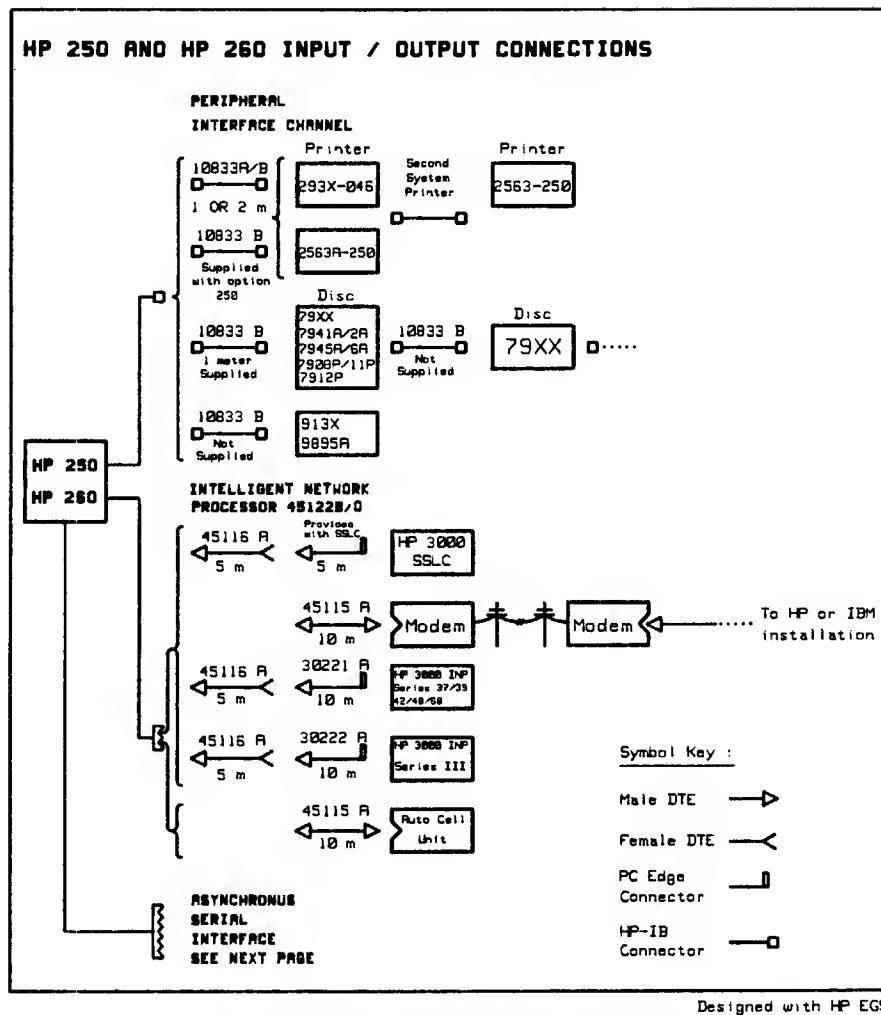 HP 250 AND HP 260 INPUT / OUTPUT CONNECTIONS
PERIPHERAL
INTERFACE CHANNEL
Printer
Printer
10833A/B
1 OR 2 m
293X-046
Second
System
Printer
2563-250
10833 B
Supplied
with option
250
2563A-250
Disc
10833 B
1 meter
Supplied
79XX
7941A/2A
7945A/6A
7908P/11P
7912P
10833 B
Not
Supplied
Disc
79XX
10833 B
Not
Supplied
913X
9895A
HP 250
HP 260
INTELLIGENT NETWORK
PROCESSOR 45122B/D
45116 A
5 m
Provided
with SSLC
5 m
HP 3000
SSLC
45115 A
10 m
Modem
Modem
To HP or IBM
installation
45116 A
5 m
30221 A
10 m
HP 3000 INP
Series 37/39
42/48/68
45116 A
5 m
30222 A
10 m
HP 3000 INP
Series III
45115 A
10 m
Auto Call
Unit
Symbol Key :
Male DTE
Female DTE
PC Edge
Connector
HP-IB
Connector
ASYNCHRONUS
SERIAL
INTERFACE
SEE NEXT PAGE
Designed with HP EGS